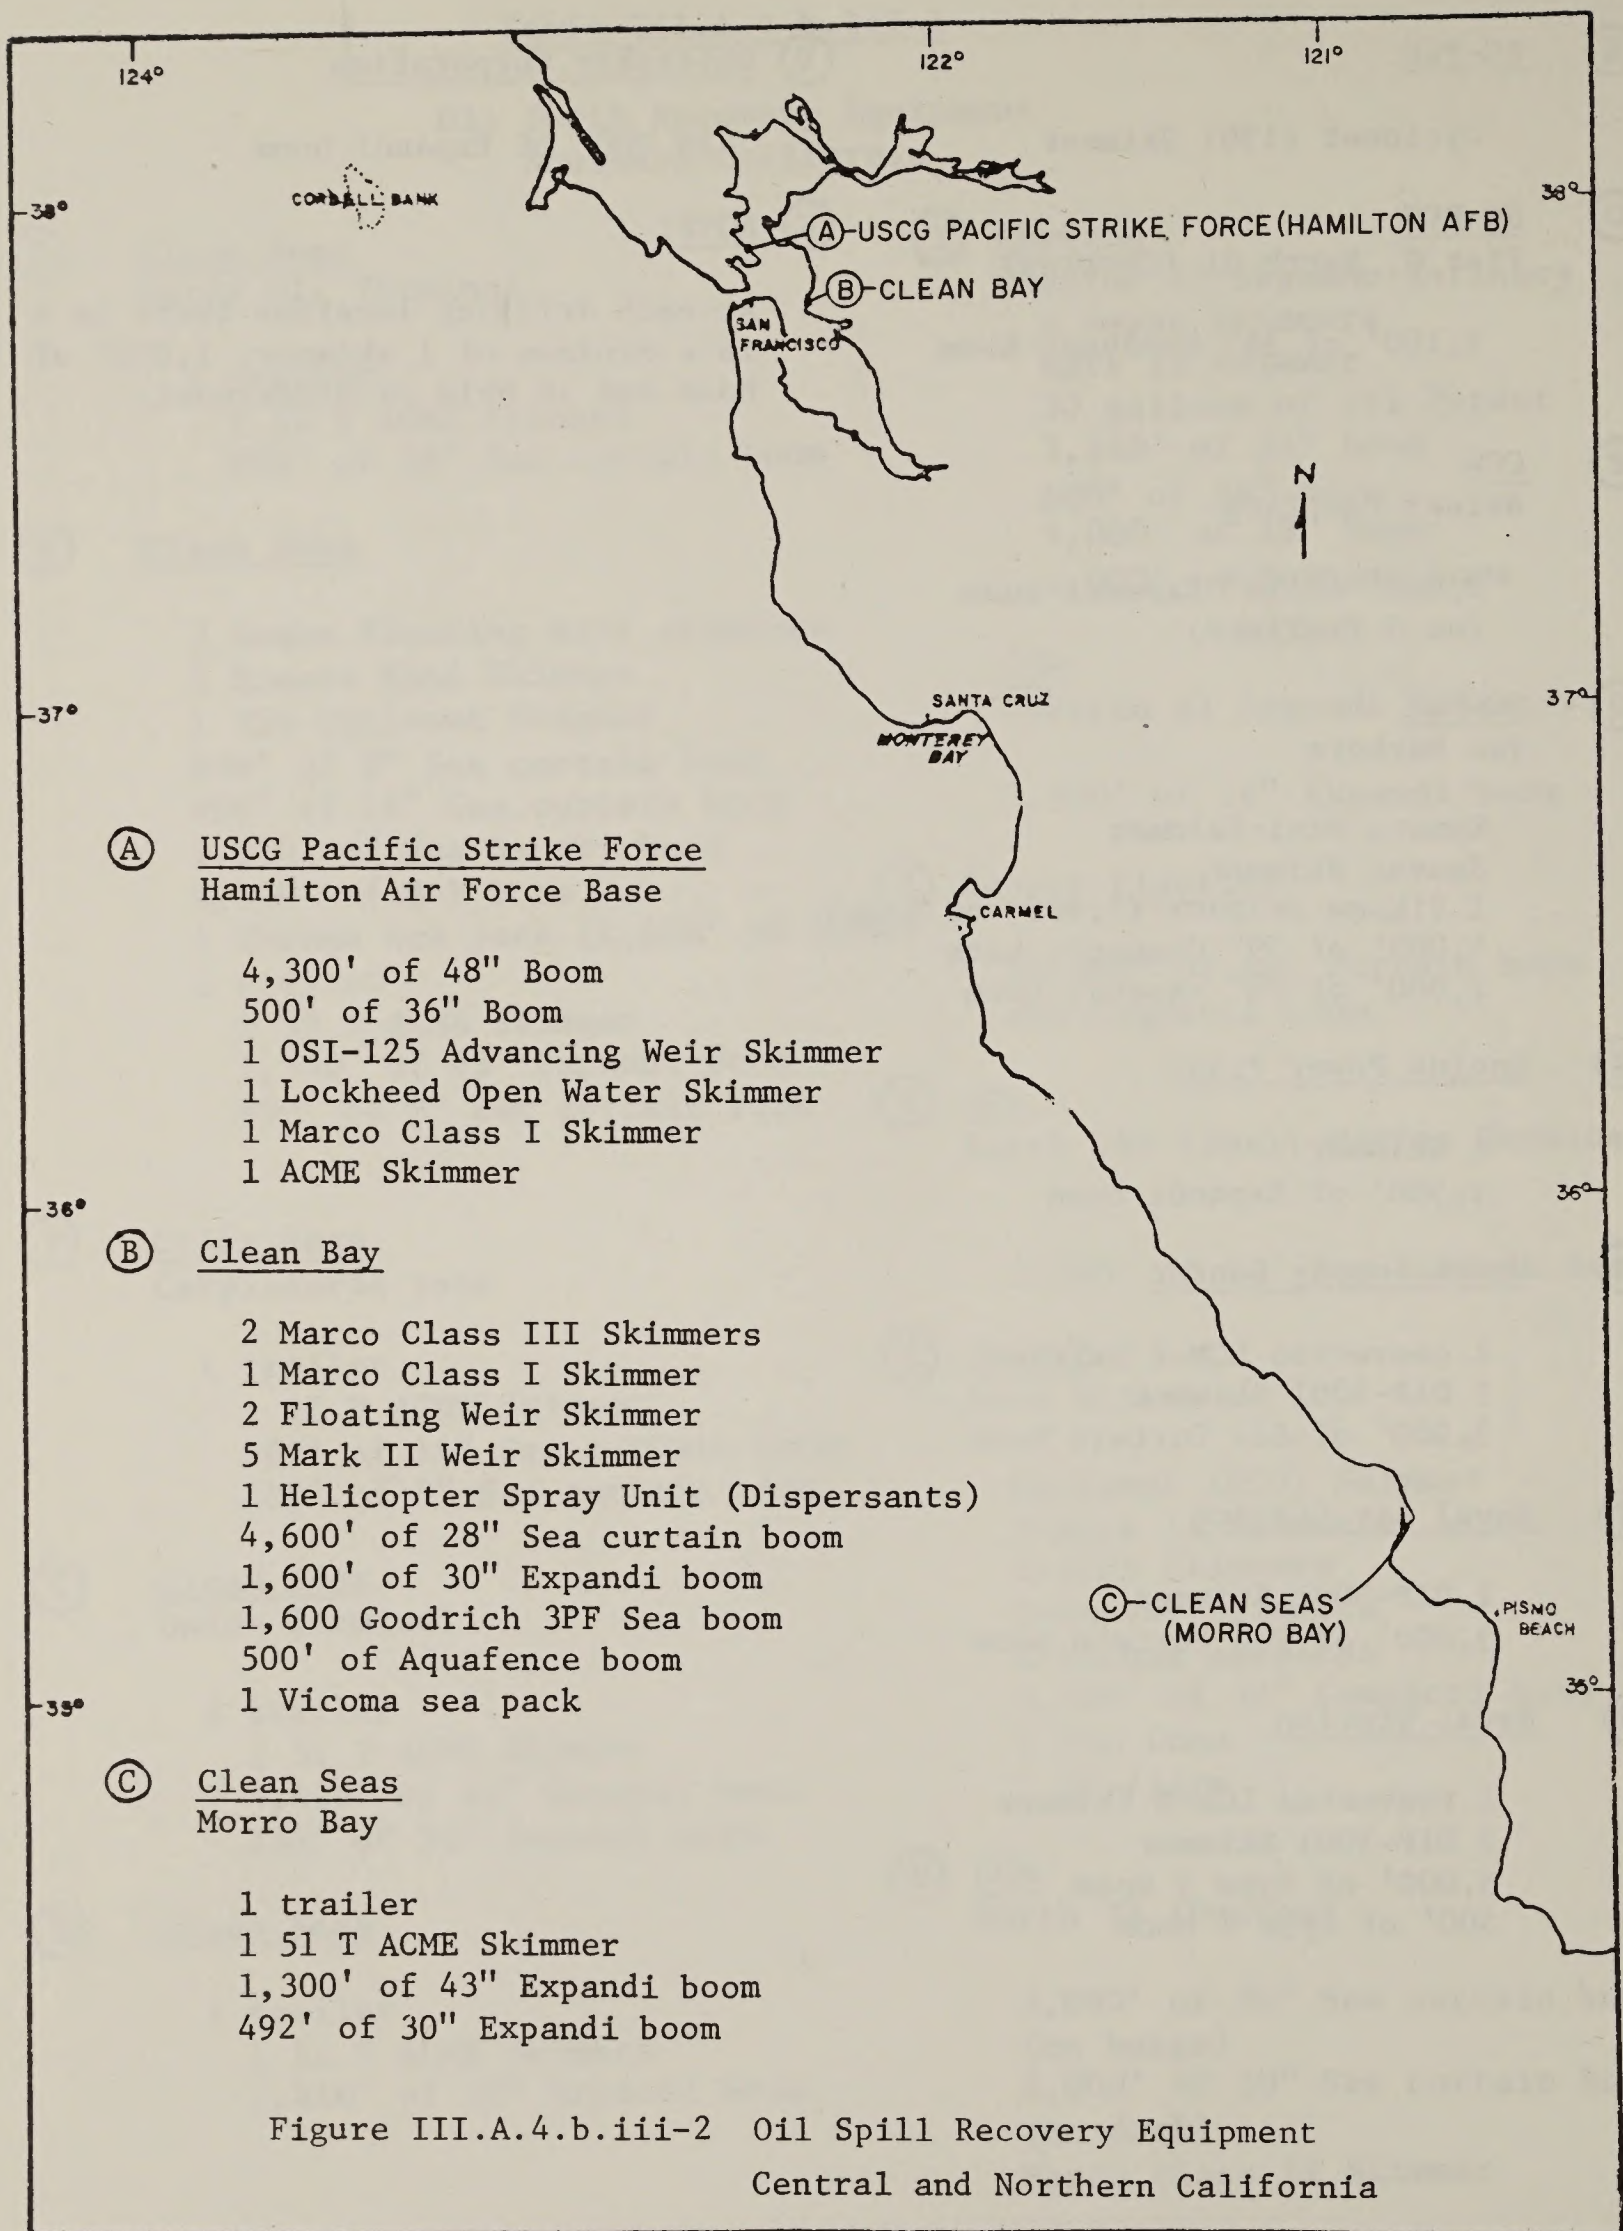 124°
122°
121°
38°
CORDELL BANK
38°
A USCG PACIFIC STRIKE FORCE (HAMILTON AFB)
B CLEAN BAY
SAN
FRANCISCO
N
37°
SANTA CRUZ
37°
MONTEREY
BAY
A USCG Pacific Strike Force
Hamilton Air Force Base
CARMEL
4,300' of 48" Boom
500' of 36" Boom
1 OSI-125 Advancing Weir Skimmer
1 Lockheed Open Water Skimmer
1 Marco Class I Skimmer
1 ACME Skimmer
36°
36°
B Clean Bay
2 Marco Class III Skimmers
1 Marco Class I Skimmer
2 Floating Weir Skimmer
5 Mark II Weir Skimmer
1 Helicopter Spray Unit (Dispersants)
4,600' of 28" Sea curtain boom
1,600' of 30" Expandi boom
1,600 Goodrich 3PF Sea boom
500' of Aquafence boom
1 Vicoma sea pack
C CLEAN SEAS
(MORRO BAY)
PISMO
BEACH
35°
35°
C Clean Seas
Morro Bay
1 trailer
1 51 T ACME Skimmer
1,300' of 43" Expandi boom
492' of 30" Expandi boom
Figure III.A.4.b.iii-2 Oil Spill Recovery Equipment
Central and Northern California